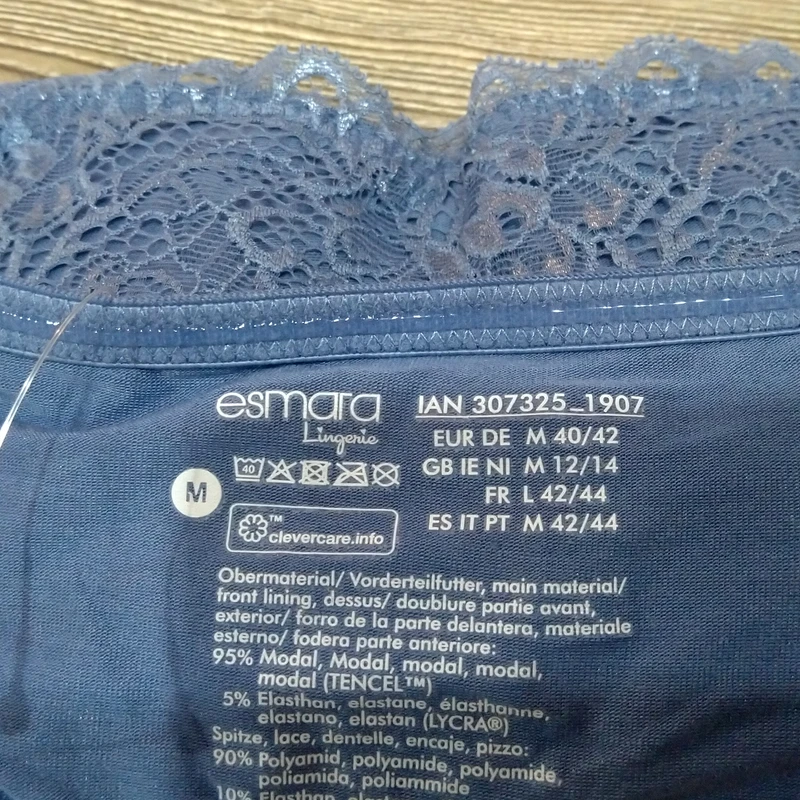 esmara
Lingerie
IAN 307325_1907
EUR DE M 40/42
GB IE NI M 12/14
FR L 42/44
ES IT PT M 42/44
40
M
™
clevercare.info
Obermaterial/ Vorderteilfutter, main material/
front lining, dessus/ doublure partie avant,
exterior/ forro de la parte delantera, materiale
esterno/ fodera parte anteriore:
95% Modal, Modal, modal, modal,
modal (TENCEL™)
5% Elasthan, elastane, élasthanne,
elastano, elastan (LYCRA®)
Spitze, lace, dentelle, encaje, pizzo:
90% Polyamid, polyamide, polyamide,
poliamida, poliammide
10% Elasthan,